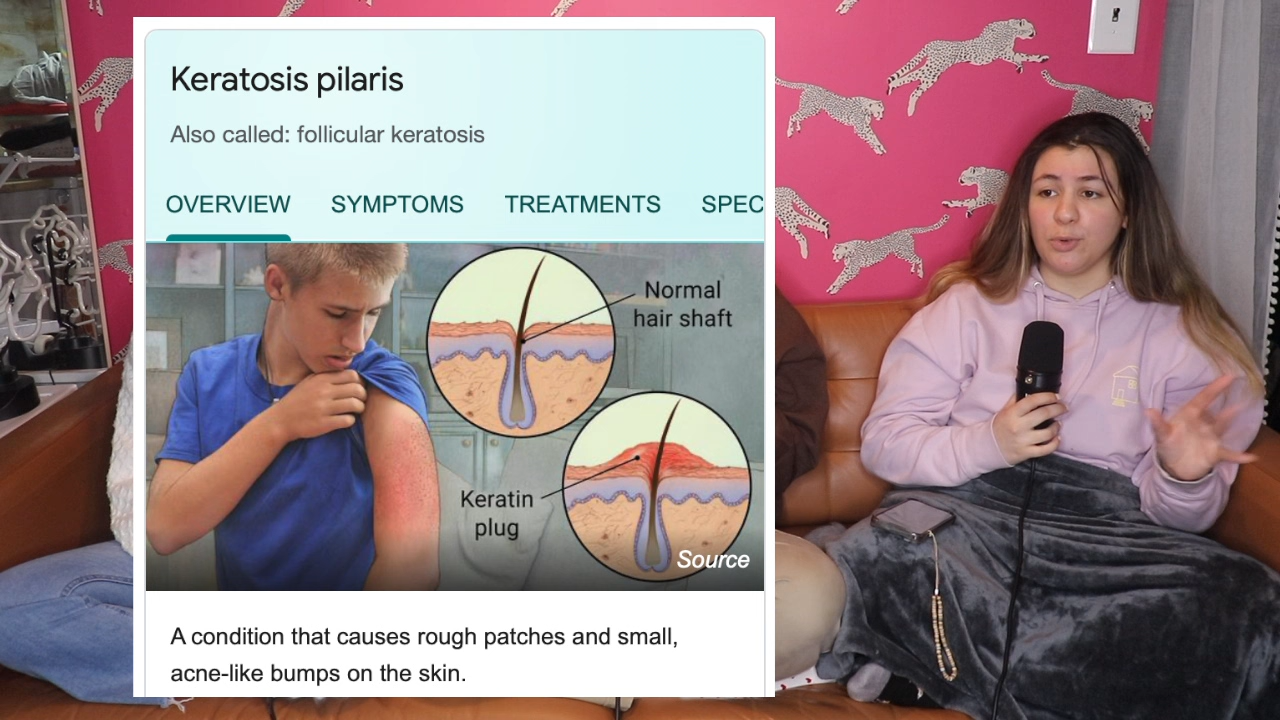 Keratosis pilaris
Also called: follicular keratosis
OVERVIEW SYMPTOMS TREATMENTS SPEC
Normal
hair shaft
Keratin
plug
Source
A condition that causes rough patches and small,
acne-like bumps on the skin.